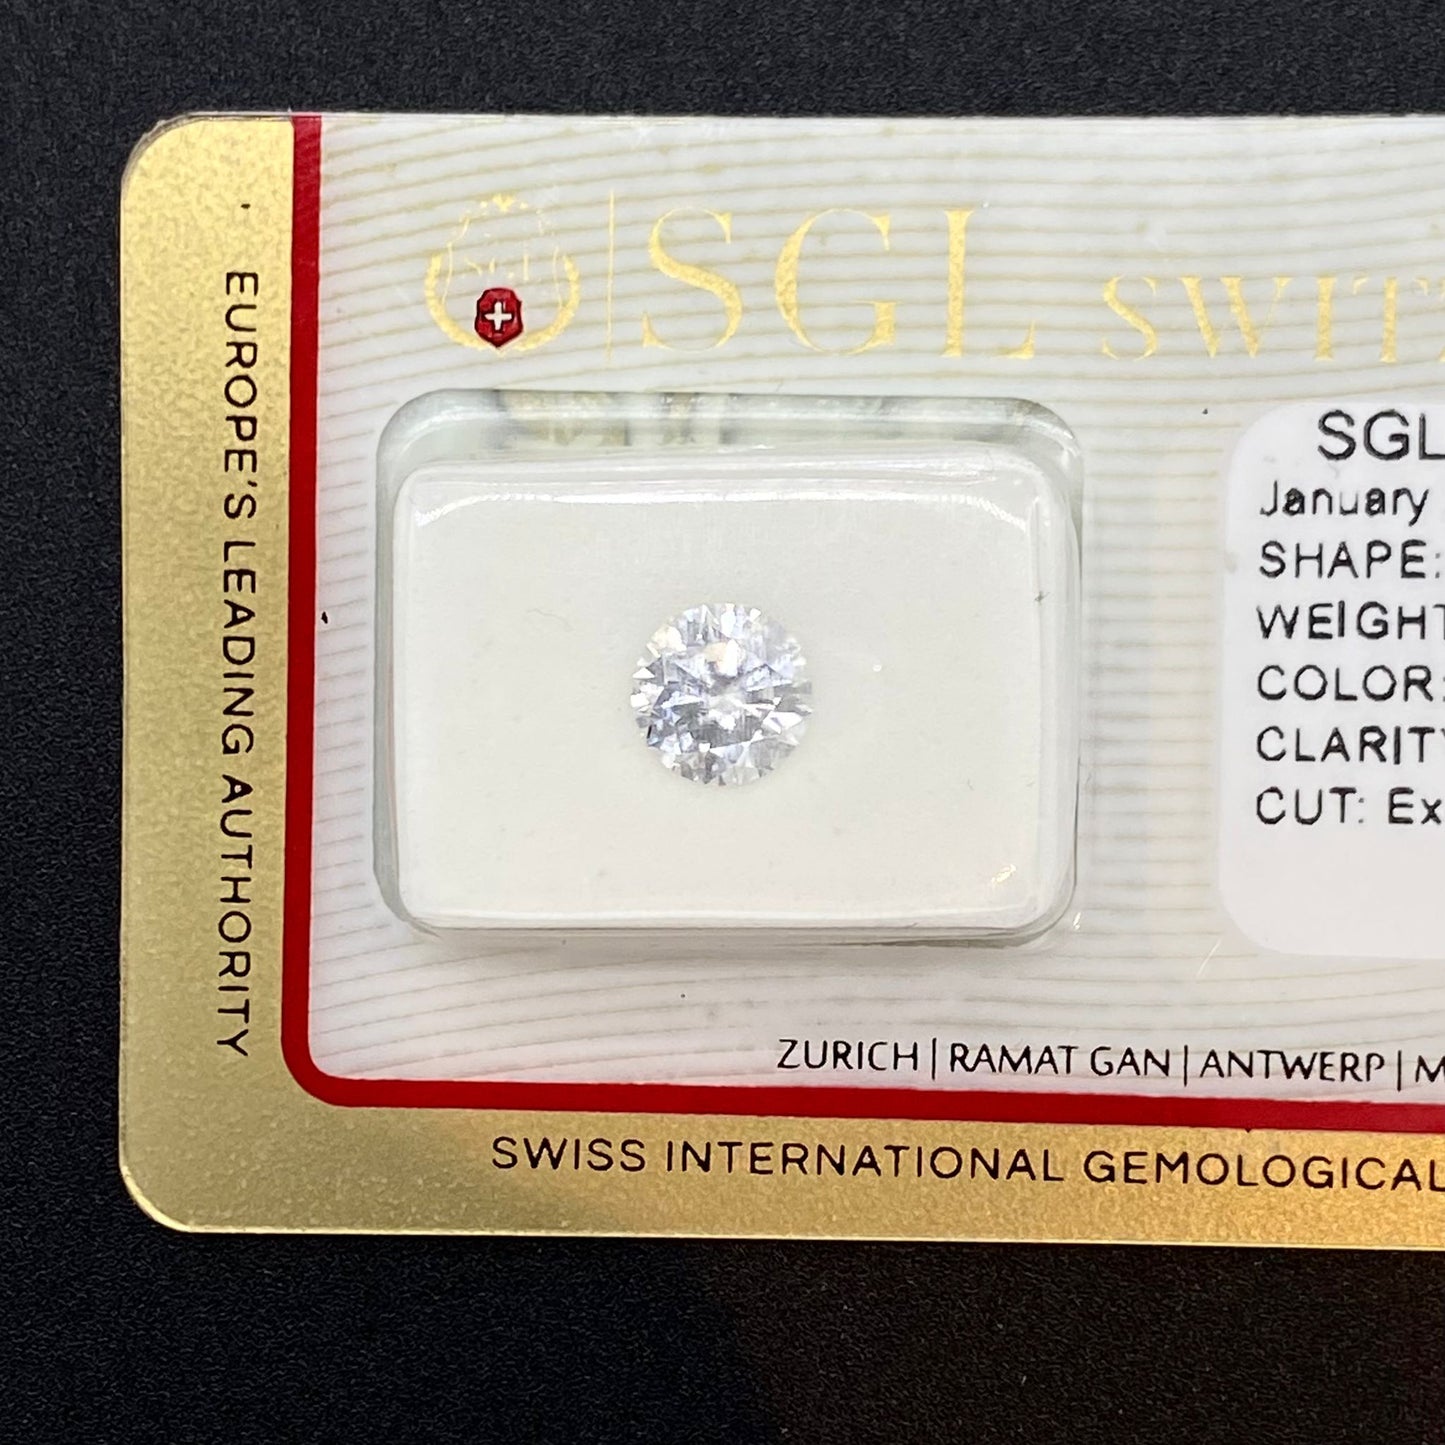 EUROPE'S LEADING AUTHORITY
SGL
SGL SWIT
SGL
January
SHAPE:
WEIGHT
COLOR:
CLARITY
CUT: Ex
ZURICH | RAMAT GAN | ANTWERP | M
SWISS INTERNATIONAL GEMOLOGICAL